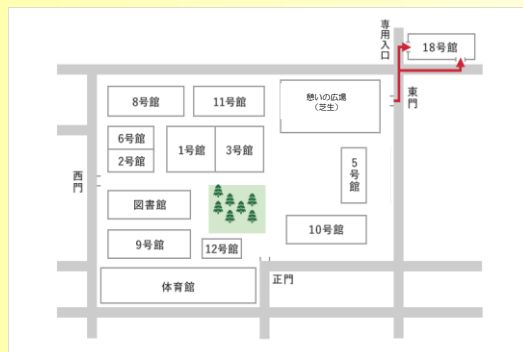 専用入口
18号館
8号館
11号館
憩いの広場
(芝生)
東門
6号館
2号館
1号館
3号館
5号館
西門
図書館
10号館
9号館
12号館
正門
体育館